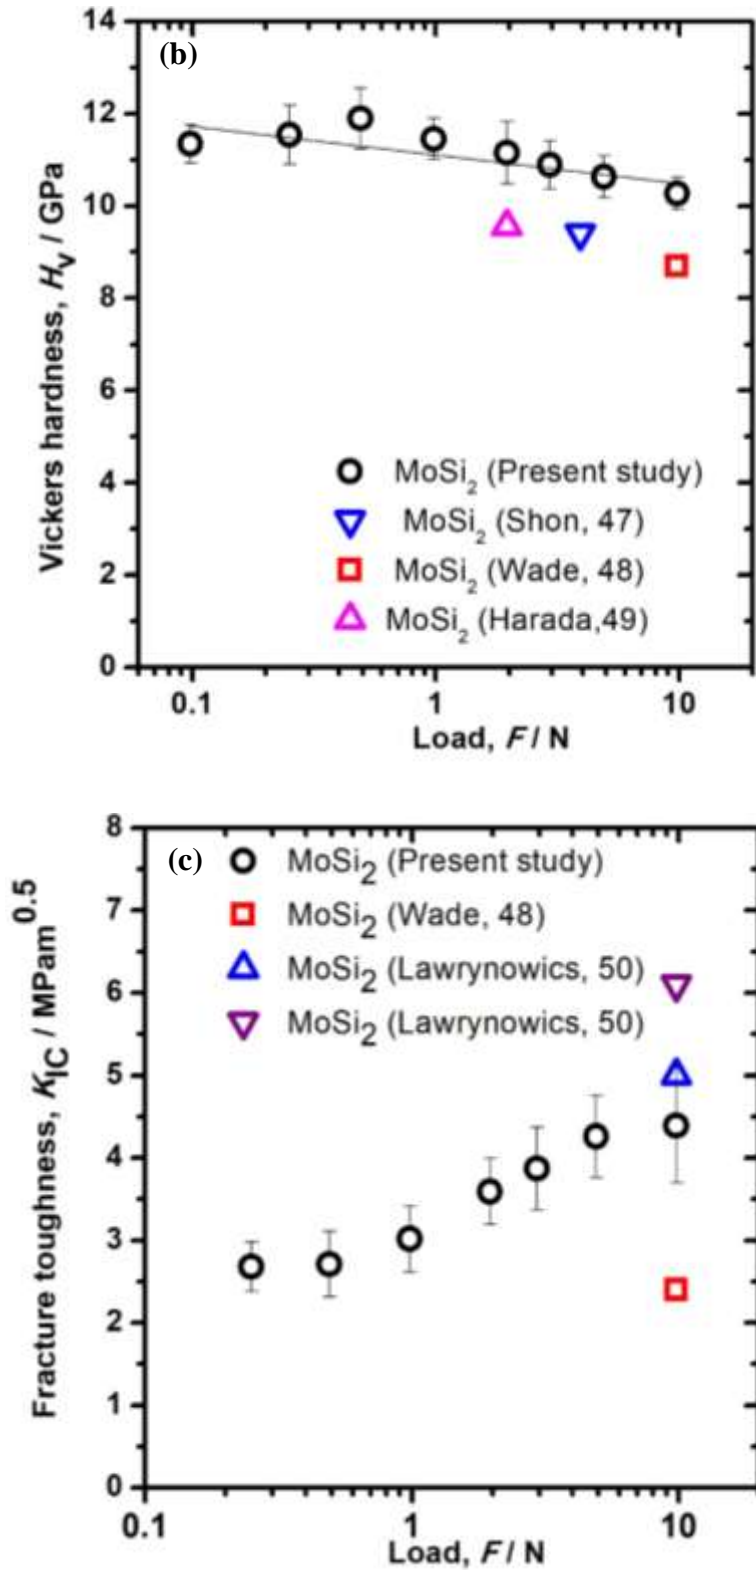 (b)
14
12
10
8
6
4
2
0
Vickers hardness, Hv / GPa
MoSi2 (Present study)
MoSi2 (Shon, 47)
MoSi2 (Wade, 48)
MoSi2 (Harada,49)
0.1 1 10
Load, F/ N
(c)
8
7
6
5
4
3
2
1
0
Fracture toughness, KIC / MPam0.5
MoSi2 (Present study)
MoSi2 (Wade, 48)
MoSi2 (Lawrynowics, 50)
MoSi2 (Lawrynowics, 50)
0.1 1 10
Load, F/ N